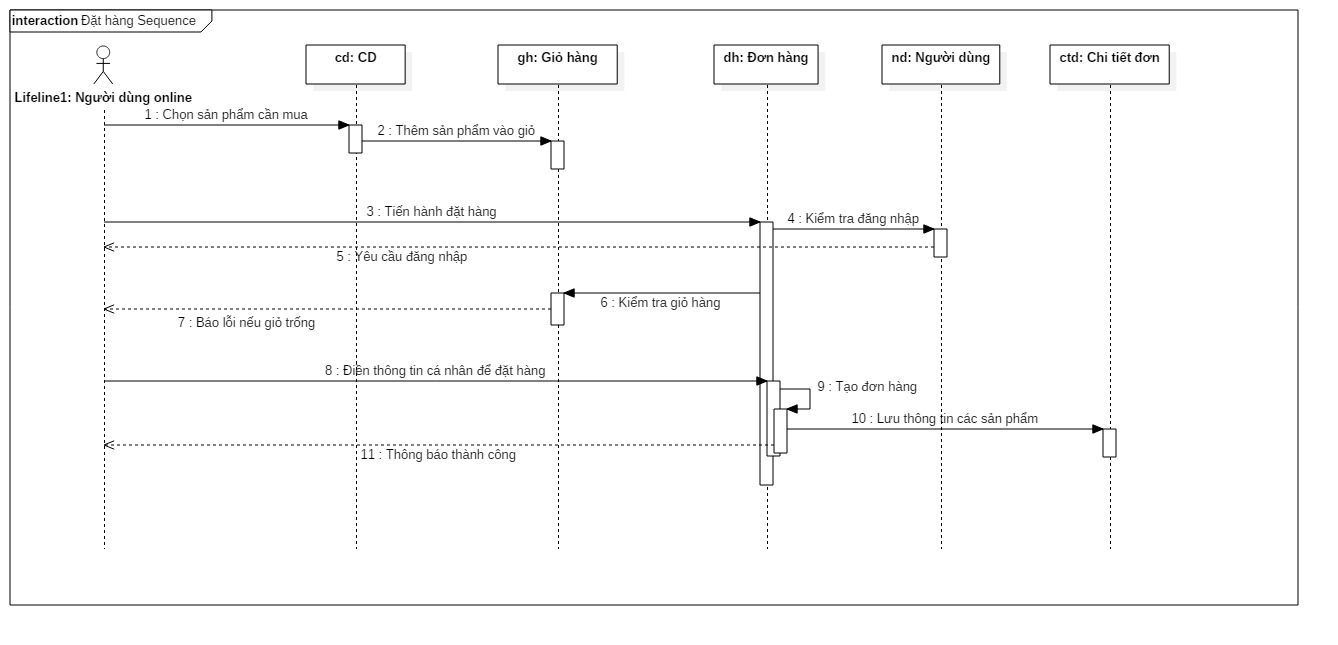 interaction Đặt hàng Sequence
cd: CD
gh: Giỏ hàng
dh: Đơn hàng
nd: Người dùng
ctd: Chi tiết đơn
Lifeline1: Người dùng online
1 : Chọn sản phẩm cần mua
2 : Thêm sản phẩm vào giỏ
3 : Tiến hành đặt hàng
4 : Kiểm tra đăng nhập
5 : Yêu cầu đăng nhập
6 : Kiểm tra giỏ hàng
7 : Báo lỗi nếu giỏ trống
8 : Điền thông tin cá nhân để đặt hàng
9 : Tạo đơn hàng
10 : Lưu thông tin các sản phẩm
11 : Thông báo thành công